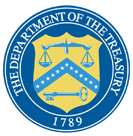 THE DEPARTMENT OF THE TREASURY
1789